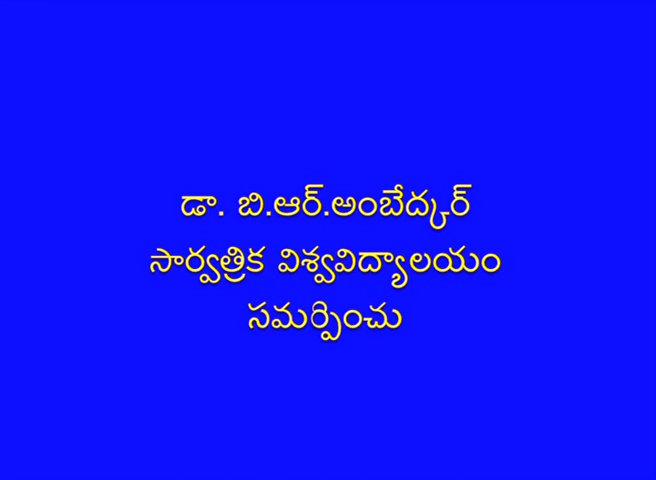 డా. బి.ఆర్.అంబేద్కర్
సార్వత్రిక విశ్వవిద్యాలయం
సమర్పించు